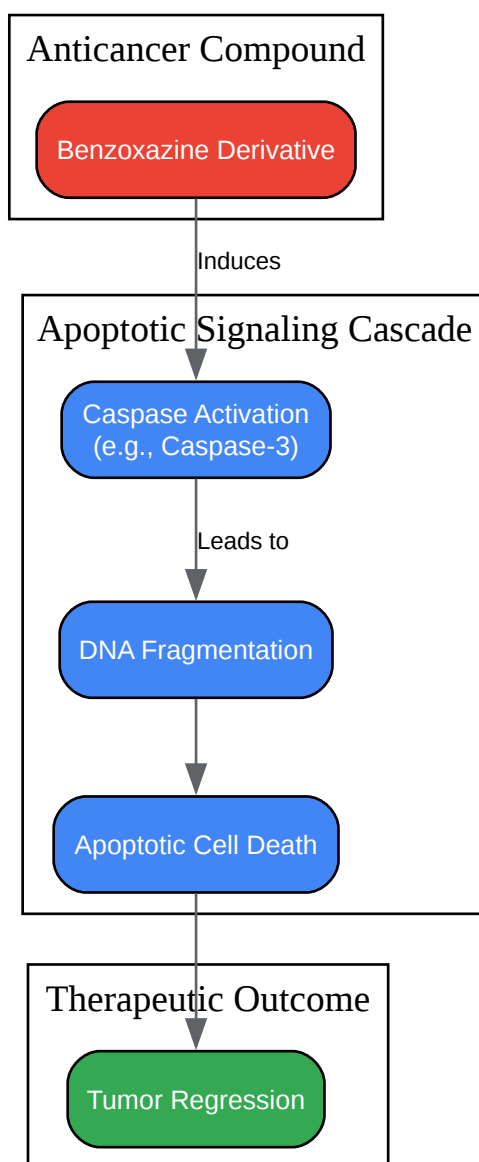 Anticancer Compound
Benzoxazine Derivative
Induces
Apoptotic Signaling Cascade
Caspase Activation
(e.g., Caspase-3)
Leads to
DNA Fragmentation
Apoptotic Cell Death
Therapeutic Outcome
Tumor Regression